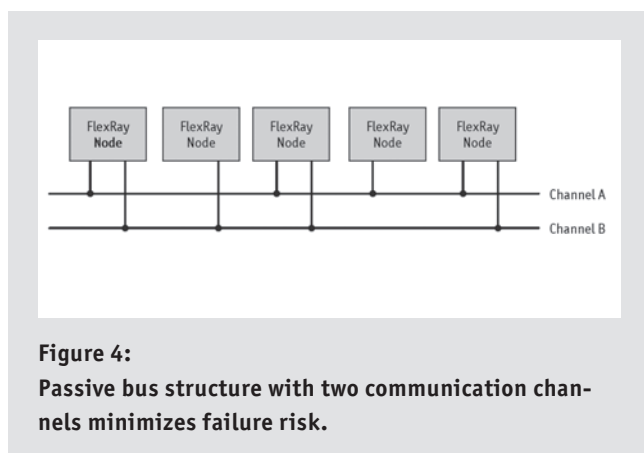 FlexRay
Node
FlexRay
Node
FlexRay
Node
FlexRay
Node
FlexRay
Node
Channel A
Channel B
Figure 4:
Passive bus structure with two communication chan-
nels minimizes failure risk.